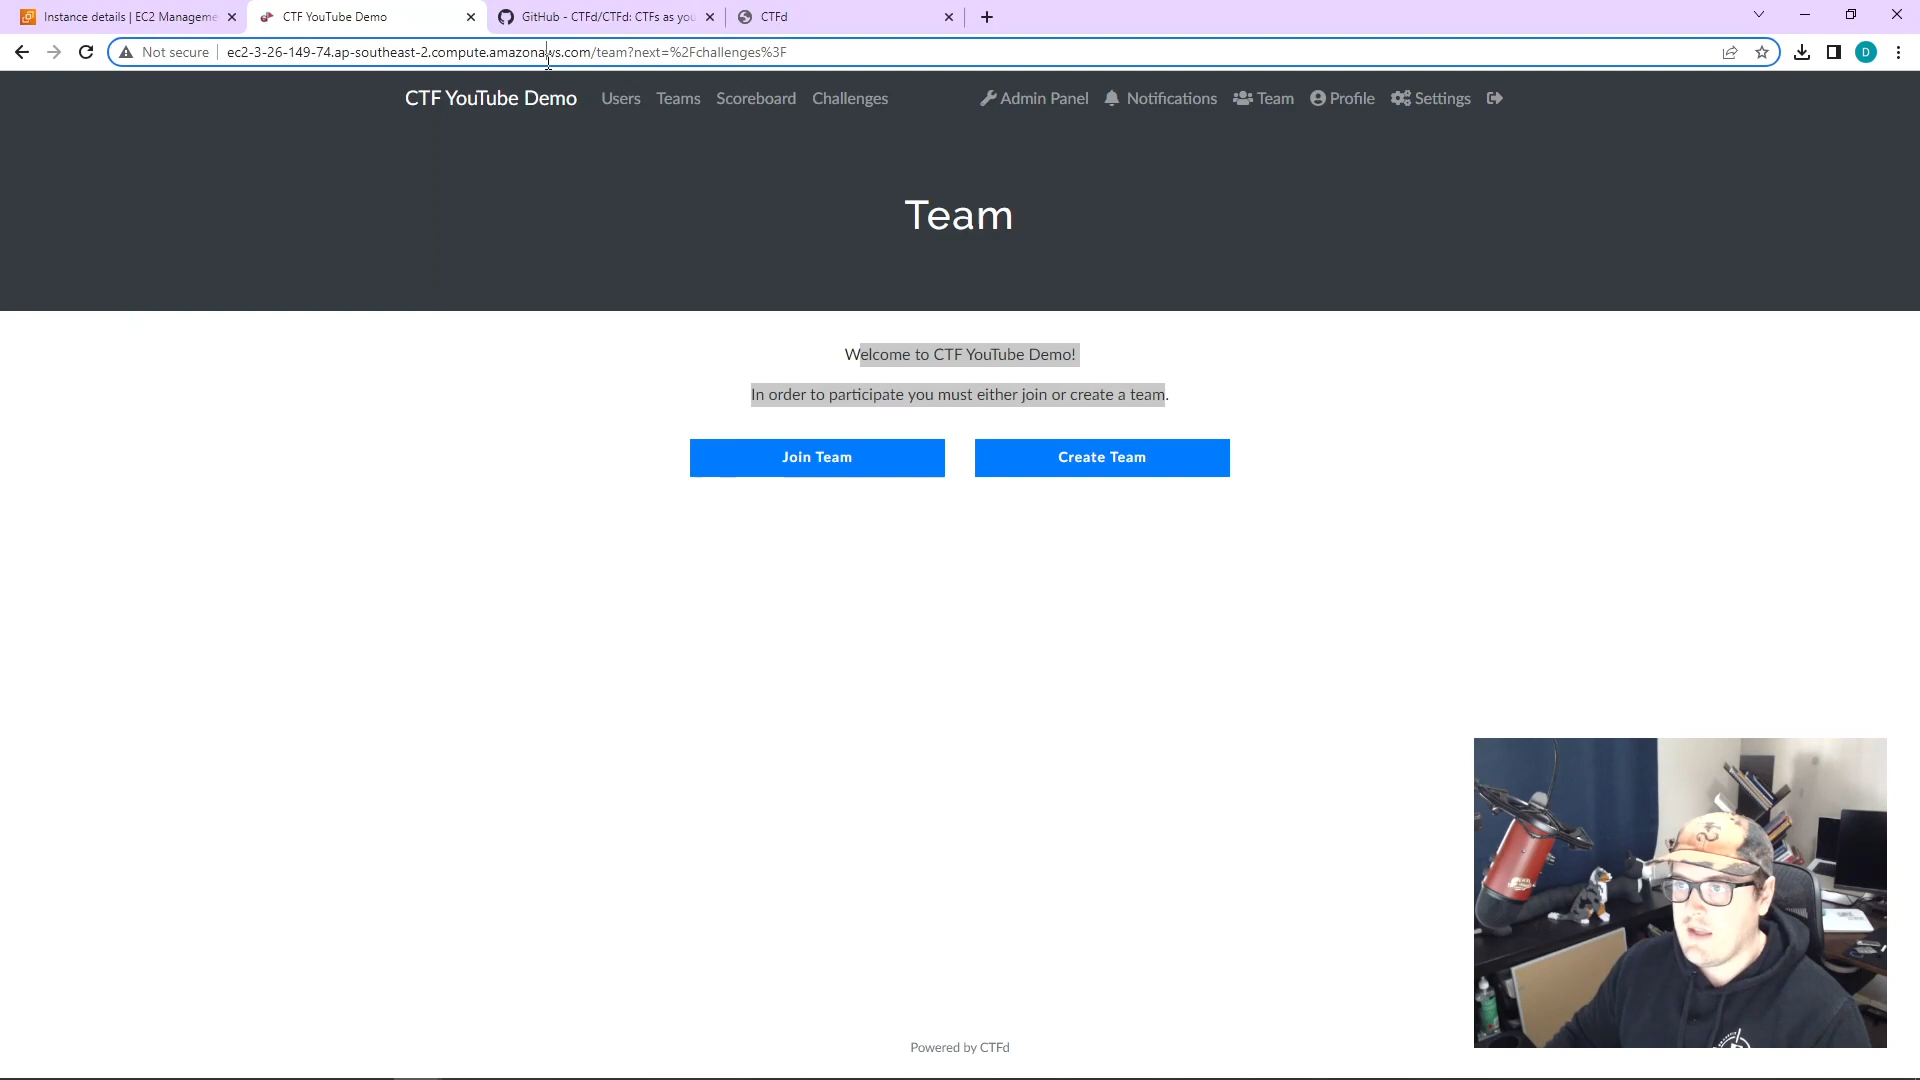 Instance details | EC2 Manageme
CTF YouTube Demo
GitHub - CTFd/CTFd: CTFs as you
CTFd
Not secure
ec2-3-26-149-74.ap-southeast-2.compute.amazonaws.com/team?next=%2Fchallenges%3F
D
CTF YouTube Demo
Users
Teams
Scoreboard
Challenges
Admin Panel
Notifications
Team
Profile
Settings
Team
Welcome to CTF YouTube Demo!
In order to participate you must either join or create a team.
Join Team
Create Team
Powered by CTFd